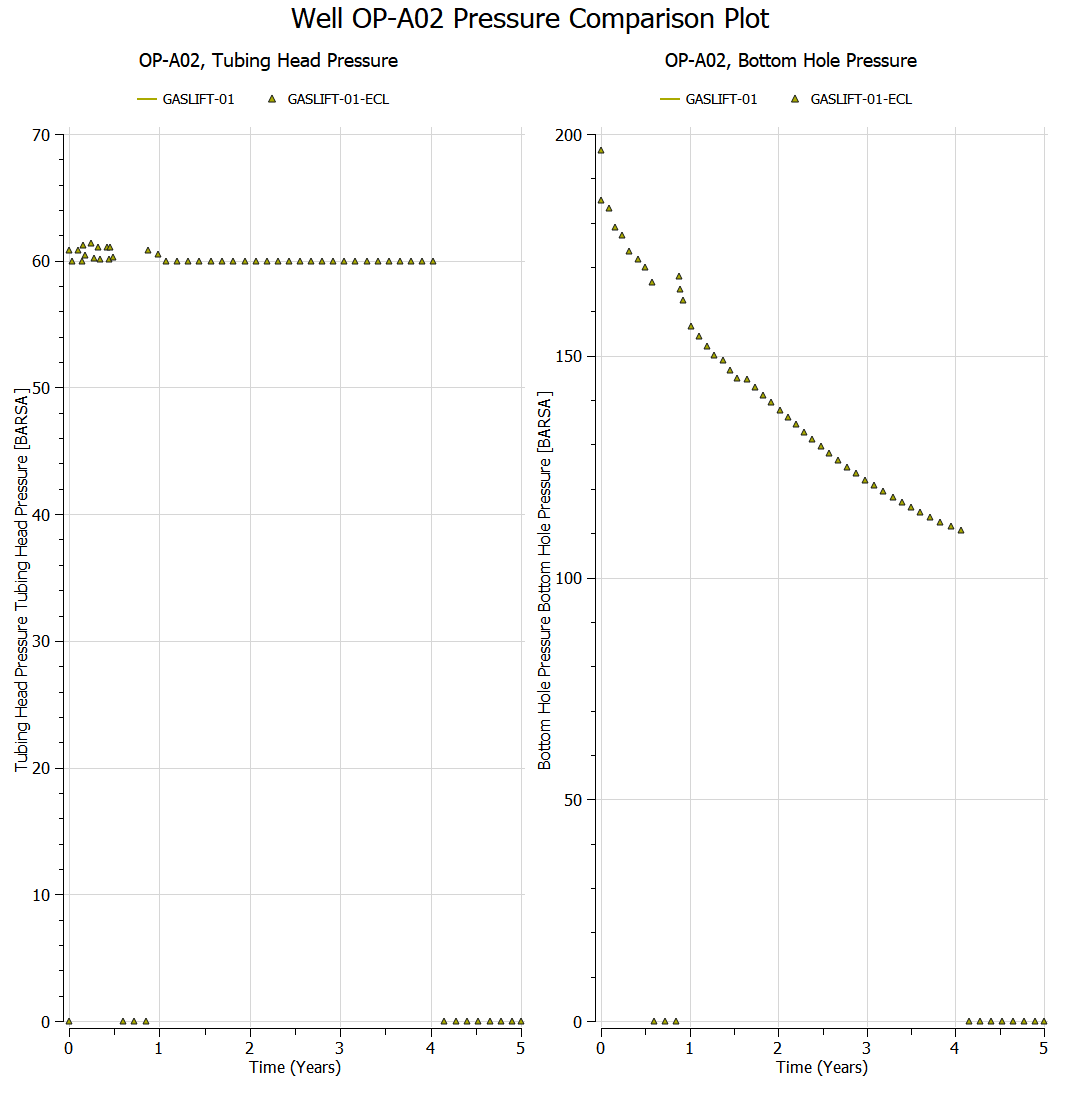 Well OP-A02 Pressure Comparison Plot
OP-A02, Tubing Head Pressure
GASLIFT-01
GASLIFT-01-ECL
70
60
50
40
30
20
10
0
Tubing Head Pressure Tubing Head Pressure [BARSA]
0 1 2 3 4 5
Time (Years)
OP-A02, Bottom Hole Pressure
GASLIFT-01
GASLIFT-01-ECL
200
150
100
50
0
Bottom Hole Pressure Bottom Hole Pressure [BARSA]
0 1 2 3 4 5
Time (Years)